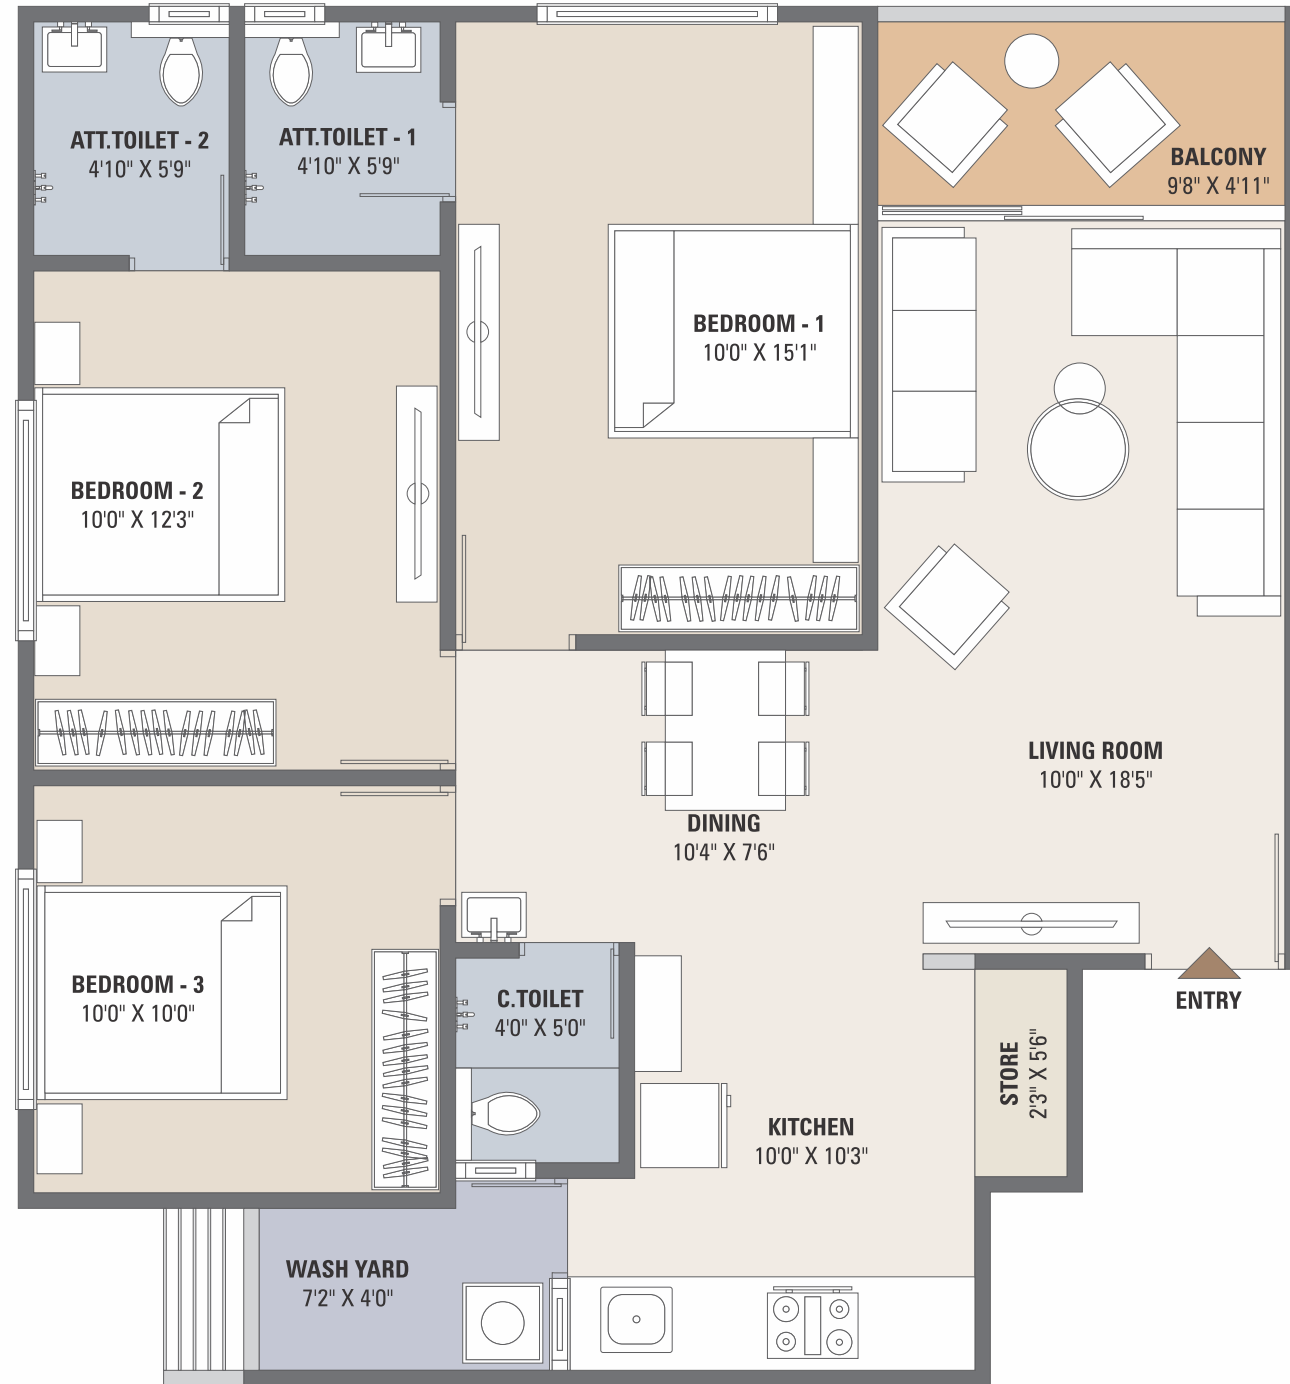 ATT.TOILET - 2
4'10" X 5'9"
ATT.TOILET - 1
4'10" X 5'9"
BALCONY
9'8" X 4'11"
BEDROOM - 1
10'0" X 15'1"
BEDROOM - 2
10'0" X 12'3"
LIVING ROOM
10'0" X 18'5"
DINING
10'4" X 7'6"
BEDROOM - 3
10'0" X 10'0"
C.TOILET
4'0" X 5'0"
ENTRY
STORE
2'3" X 5'6"
KITCHEN
10'0" X 10'3"
WASH YARD
7'2" X 4'0"